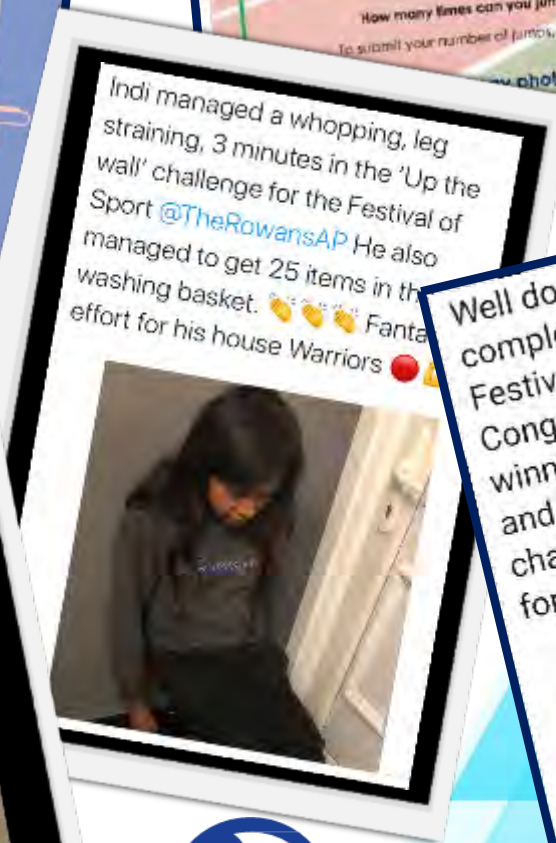 How many times can you jum
To submit your number of jumps,
photo
Indi managed a whopping, leg
straining, 3 minutes in the 'Up the
wall' challenge for the Festival of
Sport @TheRowansAP He also
managed to get 25 items in th
washing basket. 👏👏👏 Fanta
effort for his house Warriors 🔴
Well do
comple
Festiv
Cong
winn
and
cha
for